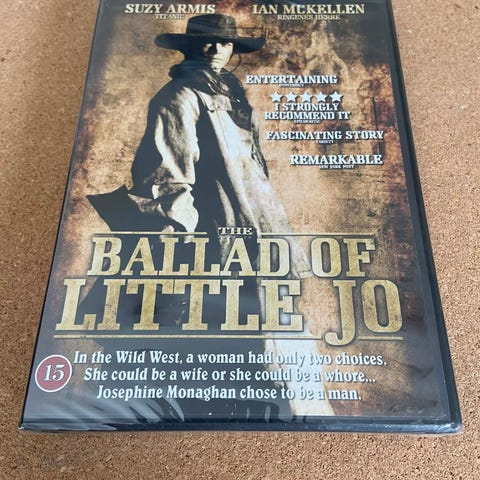 SUZY ARMIS IAN MCKELLEN
TITANIC RINGENES HERRE
ENTERTAINING
★★★★★
I STRONGLY
RECOMMEND IT
FASCINATING STORY
VARIETY
REMARKABLE
NEW YORK POST
THE
BALLAD OF
LITTLE JO
15
In the Wild West, a woman had only two choices.
She could be a wife or she could be a whore...
Josephine Monaghan chose to be a man.